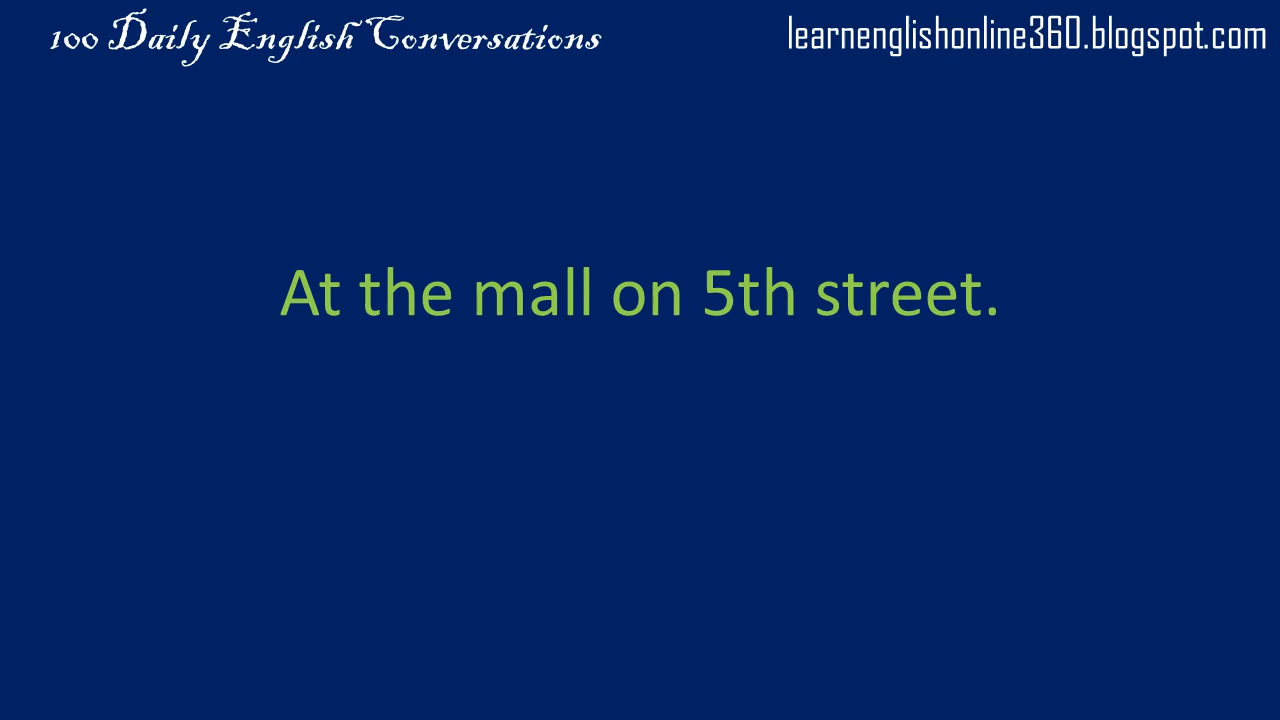 100 Daily English Conversations
learnenglishonline360.blogspot.com
At the mall on 5th street.